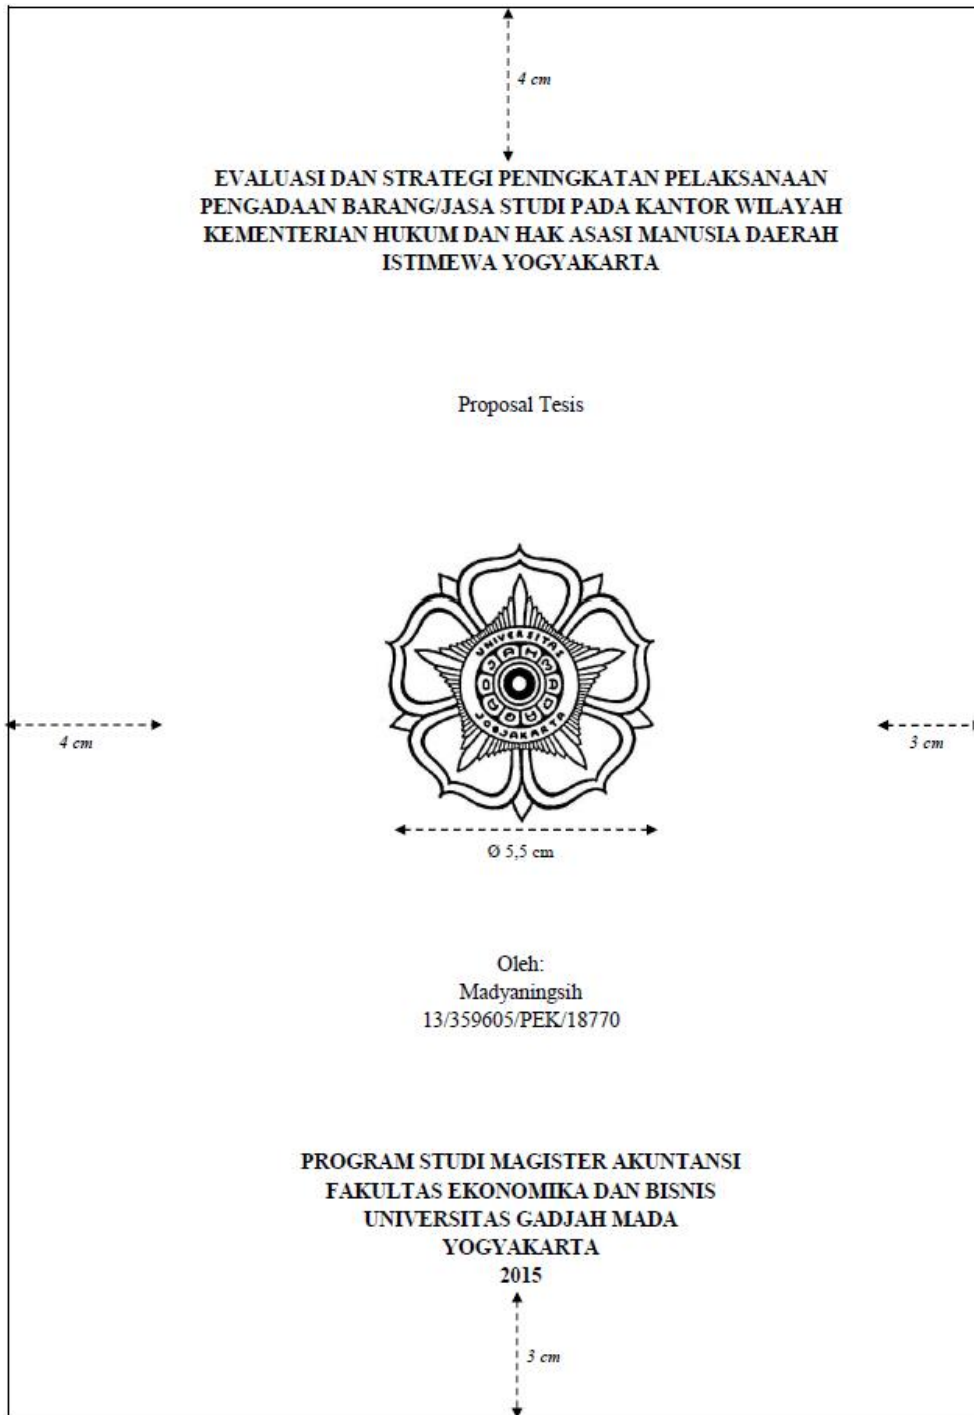 4 cm
EVALUASI DAN STRATEGI PENINGKATAN PELAKSANAAN
PENGADAAN BARANG/JASA STUDI PADA KANTOR WILAYAH
KEMENTERIAN HUKUM DAN HAK ASASI MANUSIA DAERAH
ISTIMEWA YOGYAKARTA
Proposal Tesis
UNIVERSITAS
GADJAH MADA
JOGJAKARTA
4 cm
3 cm
Ø 5,5 cm
Oleh:
Madyaningsih
13/359605/PEK/18770
PROGRAM STUDI MAGISTER AKUNTANSI
FAKULTAS EKONOMIKA DAN BISNIS
UNIVERSITAS GADJAH MADA
YOGYAKARTA
2015
3 cm